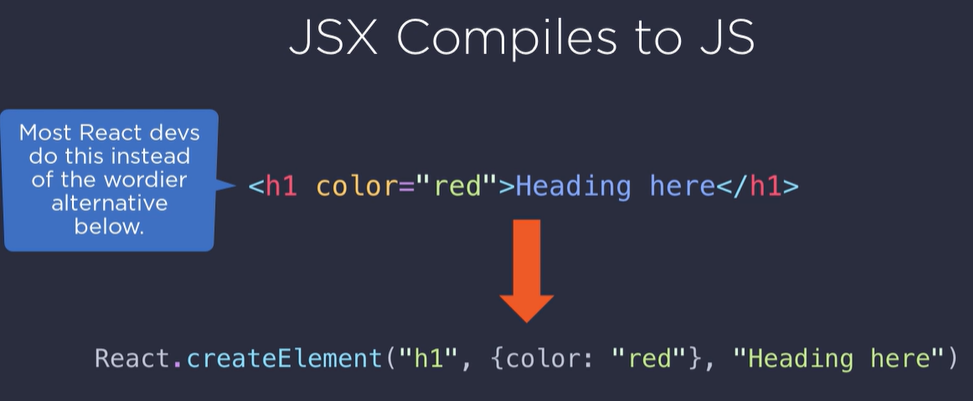 JSX Compiles to JS
Most React devs
do this instead
of the wordier
alternative
below.
<h1 color="red">Heading here</h1>
React.createElement("h1", {color: "red"}, "Heading here")